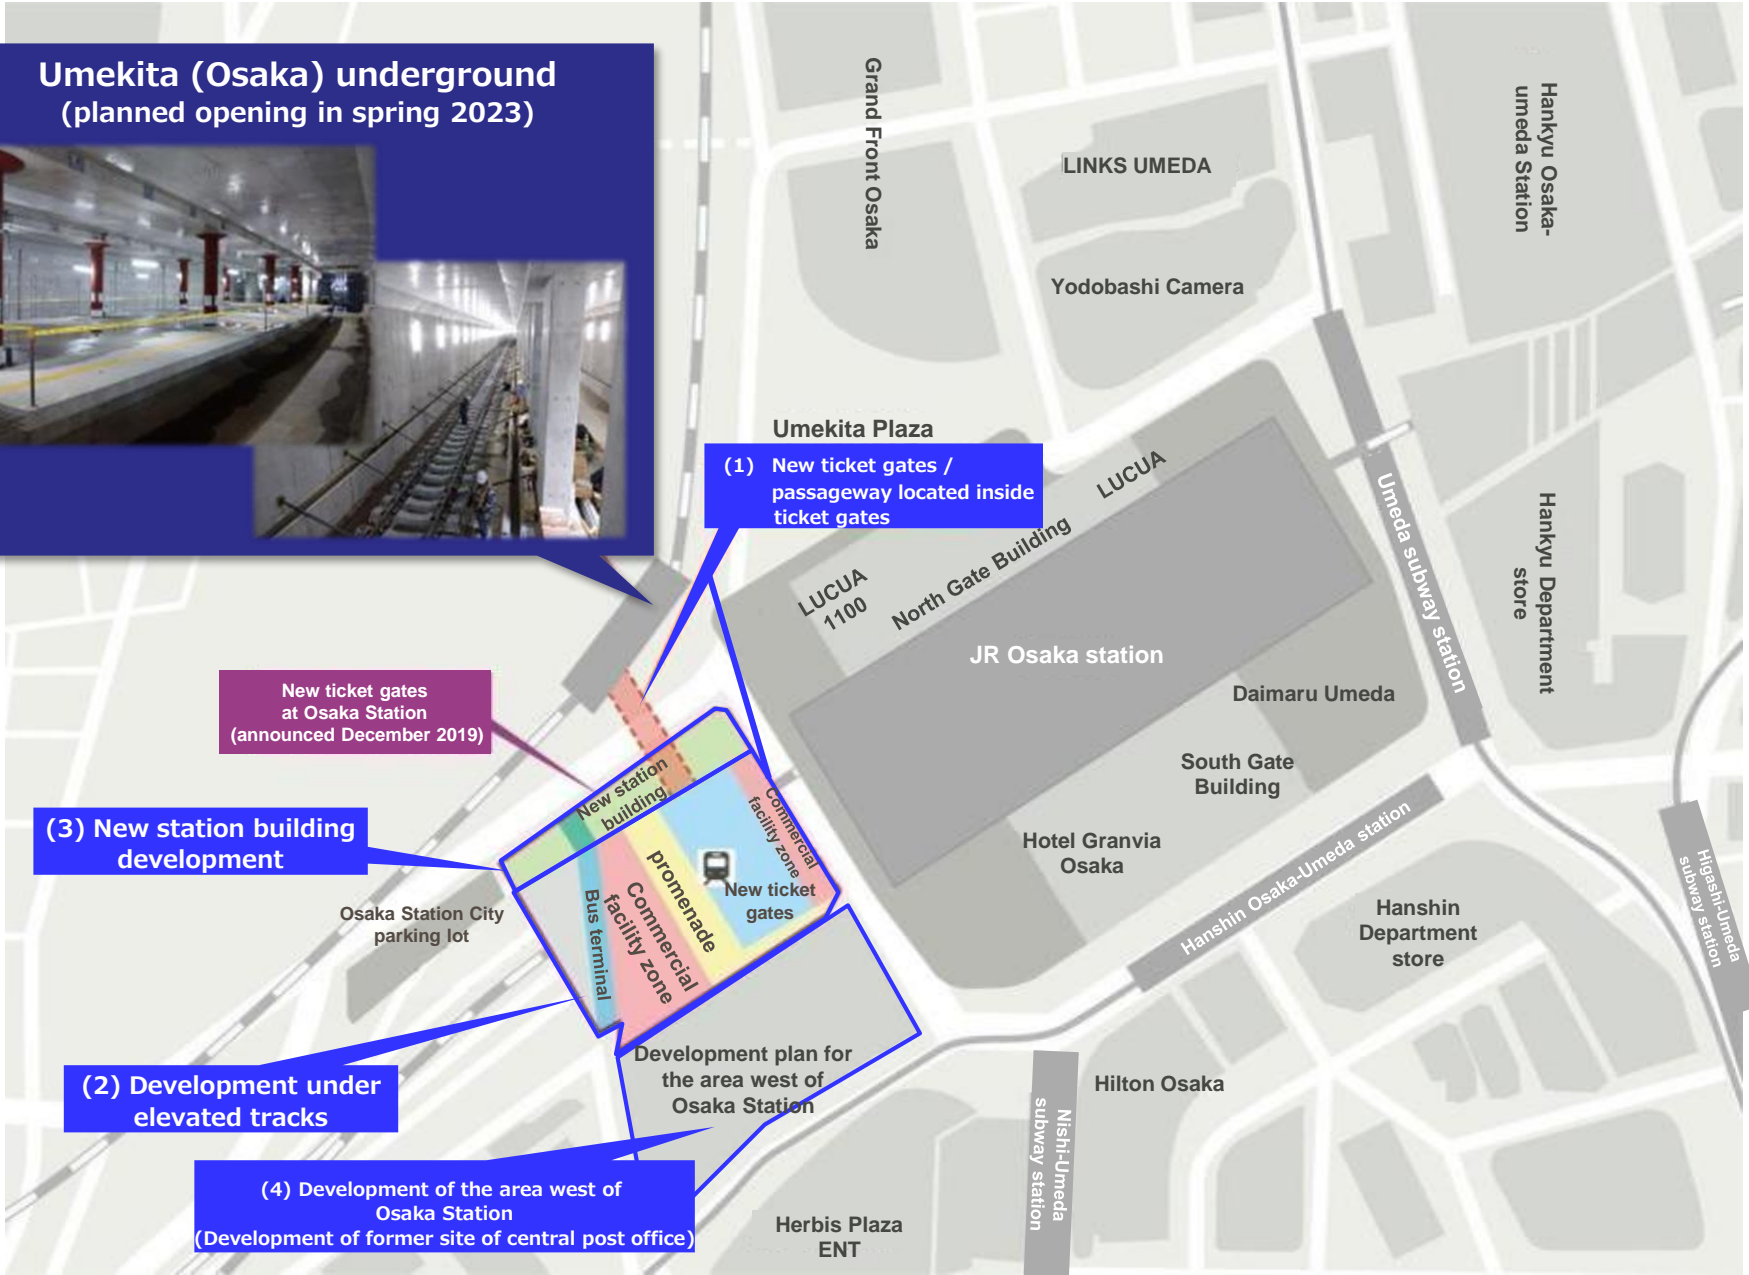 Umekita (Osaka) underground
(planned opening in spring 2023)
Grand Front Osaka
LINKS UMEDA
Yodobashi Camera
Hankyu Osaka-
umeda Station
Umekita Plaza
(1) New ticket gates /
passageway located inside
ticket gates
LUCUA
LUCUA
1100
North Gate Building
JR Osaka station
Umeda subway station
Hankyu Department
store
New ticket gates
at Osaka Station
(announced December 2019)
Daimaru Umeda
South Gate
Building
Hotel Granvia
Osaka
Hanshin Osaka-Umeda station
Higashi-Umeda
subway station
(3) New station building
development
New station
building
Commercial
facility zone
New ticket
gates
promenade
Commercial
facility zone
Bus terminal
Osaka Station City
parking lot
Hanshin
Department
store
(2) Development under
elevated tracks
Development plan for
the area west of
Osaka Station
Hilton Osaka
Nishi-Umeda
subway station
(4) Development of the area west of
Osaka Station
(Development of former site of central post office)
Herbis Plaza
ENT